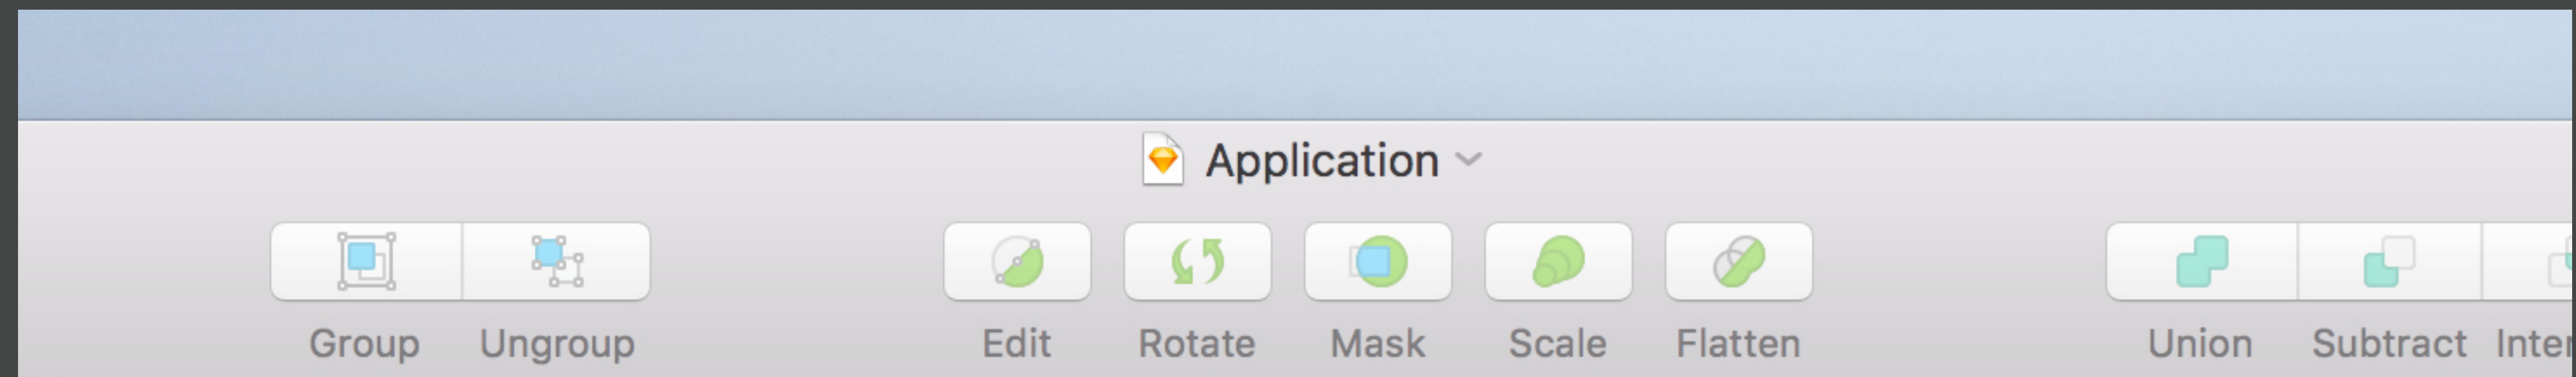 Application
Group Ungroup Edit Rotate Mask Scale Flatten Union Subtract